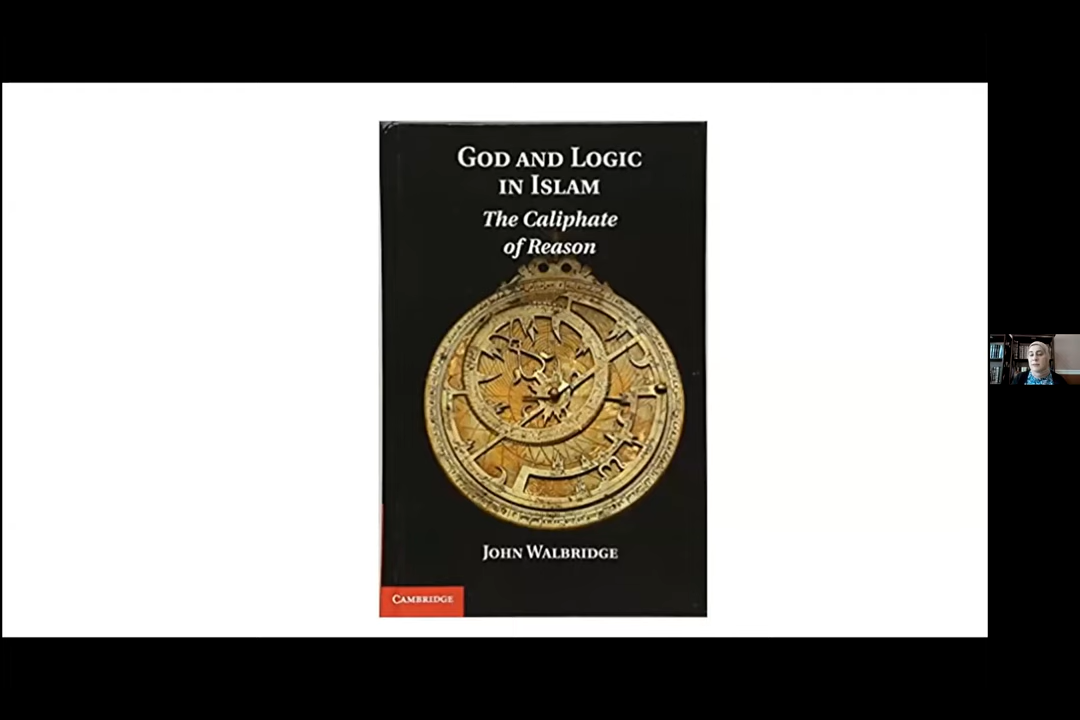 GOD AND LOGIC
IN ISLAM
The Caliphate
of Reason
JOHN WALBRIDGE
CAMBRIDGE